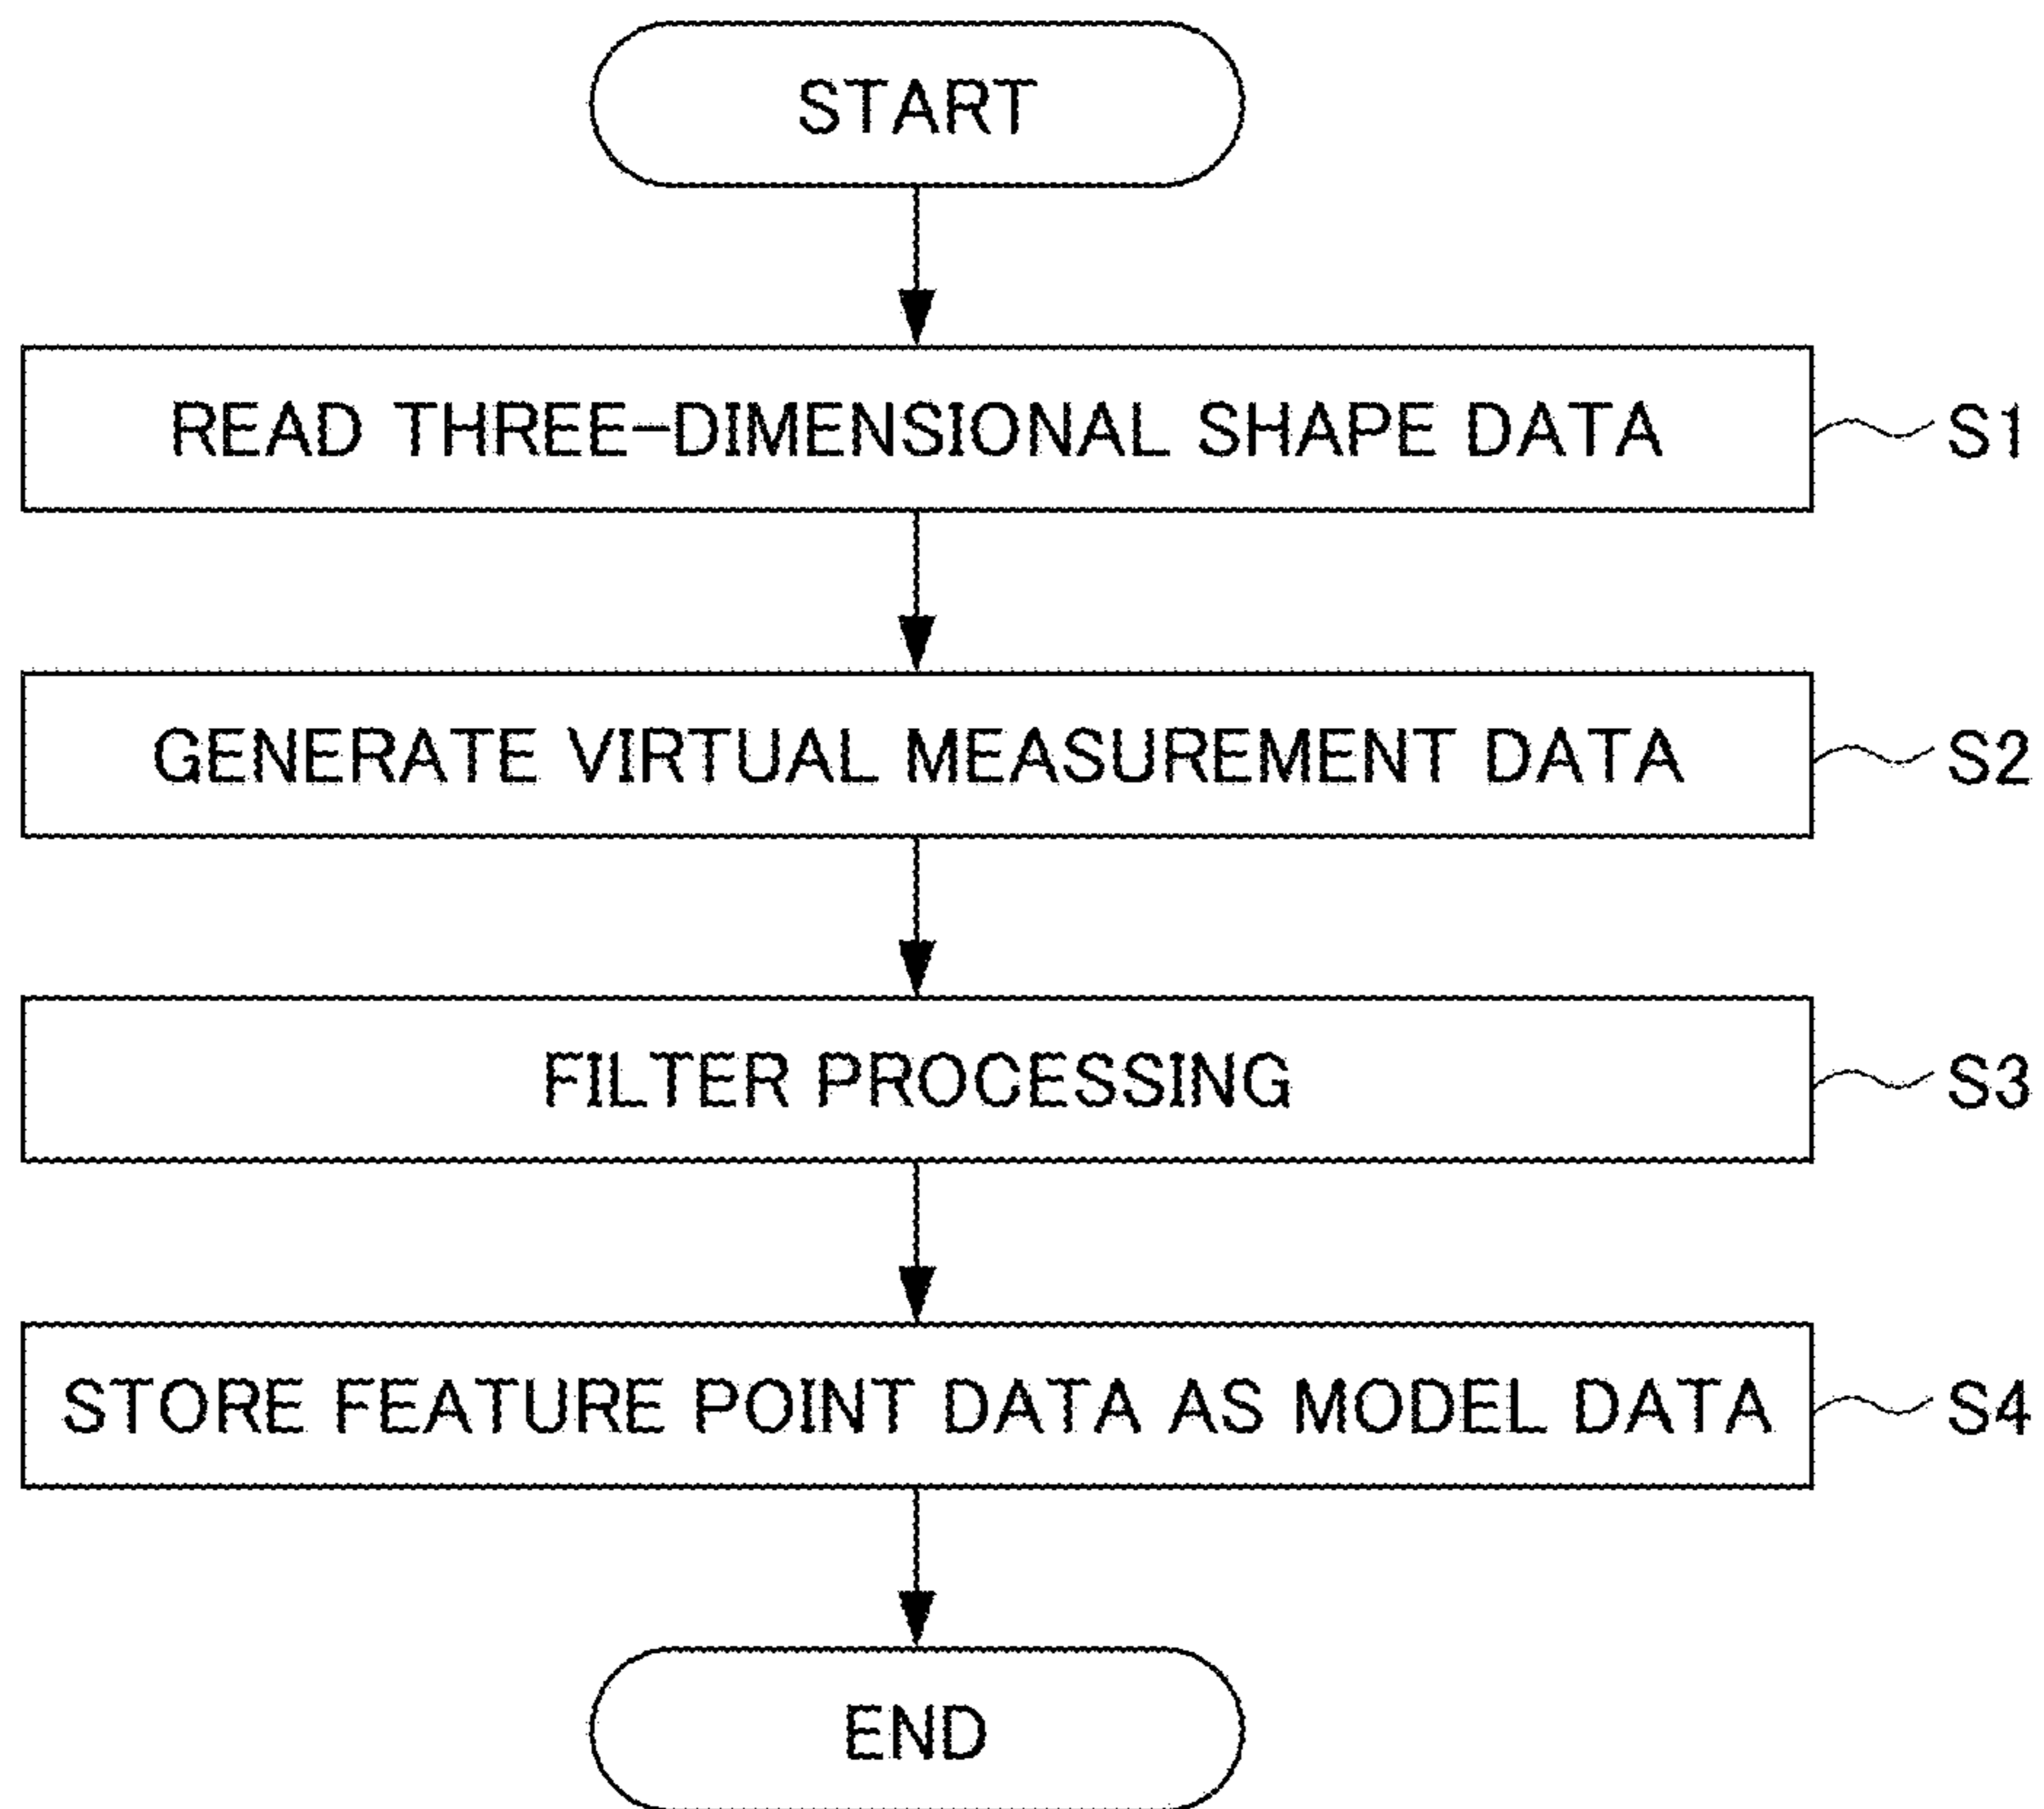 START
READ THREE-DIMENSIONAL SHAPE DATA
S1
GENERATE VIRTUAL MEASUREMENT DATA
S2
FILTER PROCESSING
S3
STORE FEATURE POINT DATA AS MODEL DATA
S4
END